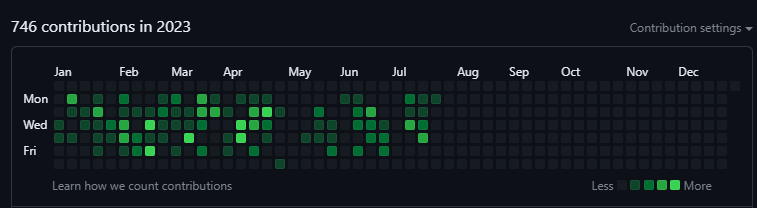 746 contributions in 2023
Contribution settings
Jan Feb Mar Apr May Jun Jul Aug Sep Oct Nov Dec
Mon
Wed
Fri
Learn how we count contributions
Less More